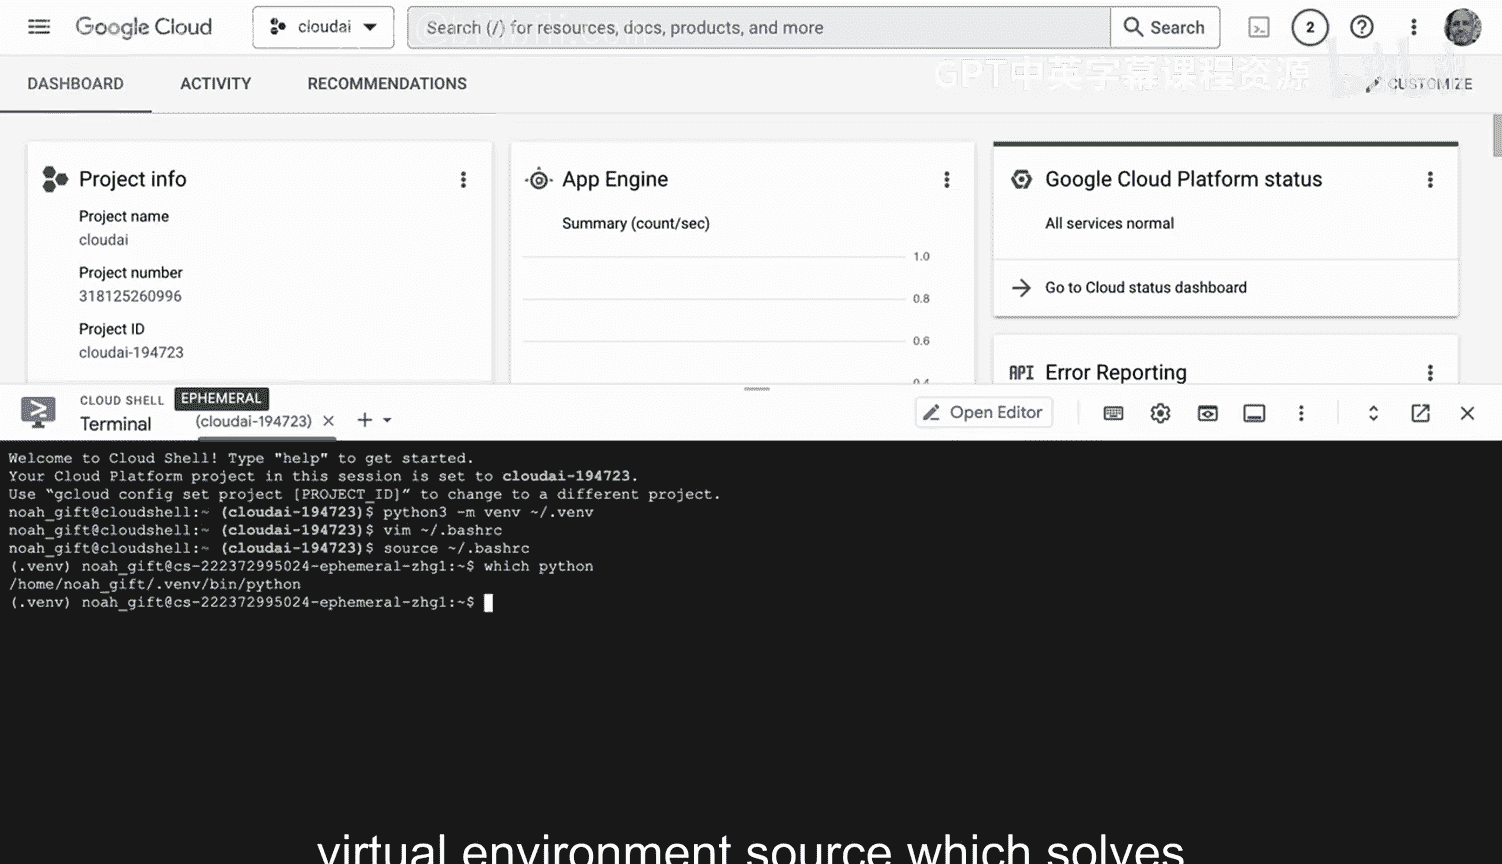 Google Cloud
cloudai
Search (/) for resources, docs, products, and more
Search
2
DASHBOARD
ACTIVITY
RECOMMENDATIONS
GPT中英字幕课程资源
CUSTOMIZE
Project info
Project name
cloudai
Project number
318125260996
Project ID
cloudai-194723
App Engine
Summary (count/sec)
1.0
0.8
0.6
0.4
Google Cloud Platform status
All services normal
Go to Cloud status dashboard
API Error Reporting
CLOUD SHELL
Terminal
EPHEMERAL
(cloudai-194723)
Open Editor
Welcome to Cloud Shell! Type "help" to get started.
Your Cloud Platform project in this session is set to cloudai-194723.
Use “gcloud config set project [PROJECT_ID]” to change to a different project.
noah_gift@cloudshell:~ (cloudai-194723)$ python3 -m venv ~/.venv
noah_gift@cloudshell:~ (cloudai-194723)$ vim ~/.bashrc
noah_gift@cloudshell:~ (cloudai-194723)$ source ~/.bashrc
(.venv) noah_gift@cs-222372995024-ephemeral-zhg1:~$ which python
/home/noah_gift/.venv/bin/python
(.venv) noah_gift@cs-222372995024-ephemeral-zhg1:~$
virtual environment source which solves